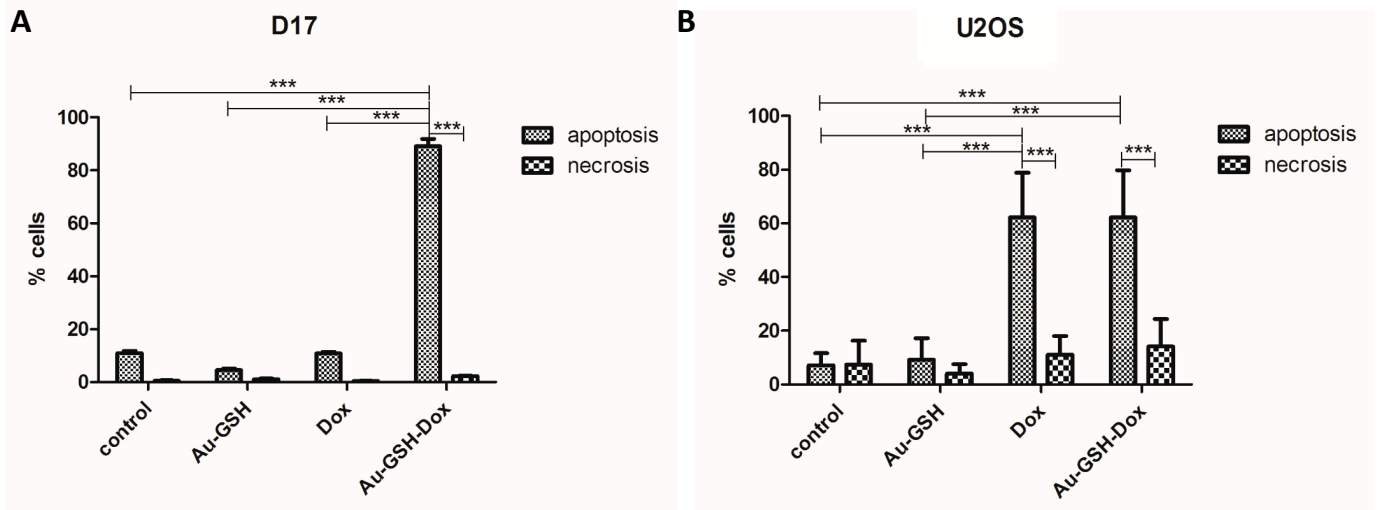 A
D17
***
***
***
***
100
80
60
40
20
0
% cells
control
Au-GSH
Dox
Au-GSH-Dox
apoptosis
necrosis
B
U2OS
***
***
***
***
***
***
100
80
60
40
20
0
% cells
control
Au-GSH
Dox
Au-GSH-Dox
apoptosis
necrosis